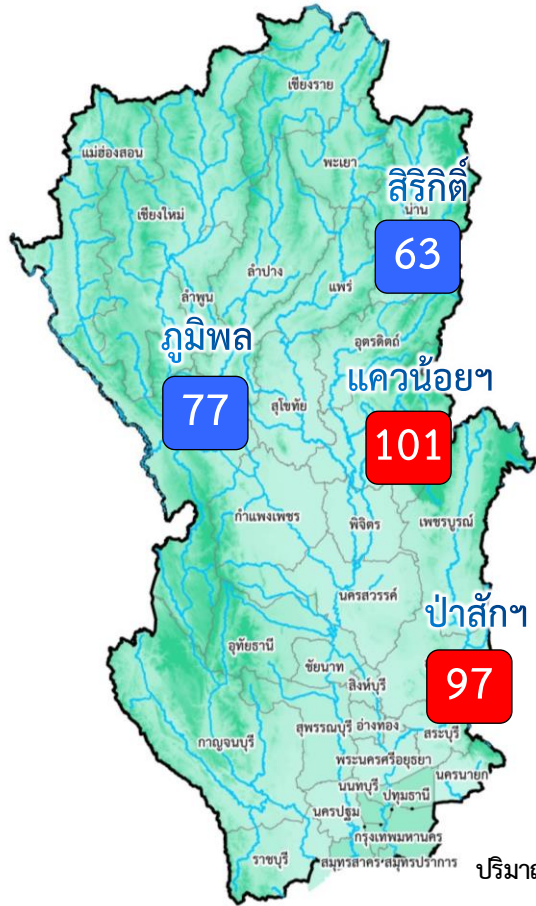 เชียงราย
แม่ฮ่องสอน
พะเยา
สิริกิติ์
น่าน
เชียงใหม่
63
ลำปาง
แพร่
ลำพูน
ภูมิพล
อุตรดิตถ์
แควน้อยฯ
77
สุโขทัย
101
กำแพงเพชร
พิจิตร
เพชรบูรณ์
นครสวรรค์
ป่าสักฯ
อุทัยธานี
ชัยนาท
สิงห์บุรี
97
สุพรรณบุรี
อ่างทอง
สระบุรี
กาญจนบุรี
พระนครศรีอยุธยา
นครนายก
นนทบุรี
ปทุมธานี
นครปฐม
กรุงเทพมหานคร
ราชบุรี
สมุทรสาคร
สมุทรปราการ
ปริมาณ